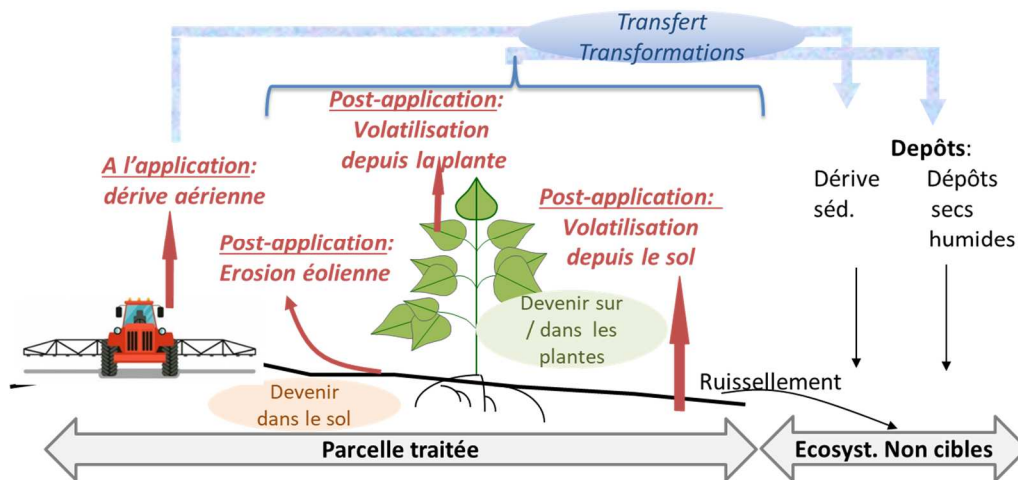 Transfert
Transformations
Post-application:
Volatilisation
depuis la plante
A l'application:
dérive aérienne
Post-application:
Erosion éolienne
Post-application:
Volatilisation
depuis le sol
Depôts:
Dérive
séd.
Dépôts
secs
humides
Devenir sur
/ dans les
plantes
Devenir
dans le sol
Ruissellement
Parcelle traitée
Ecosyst. Non cibles